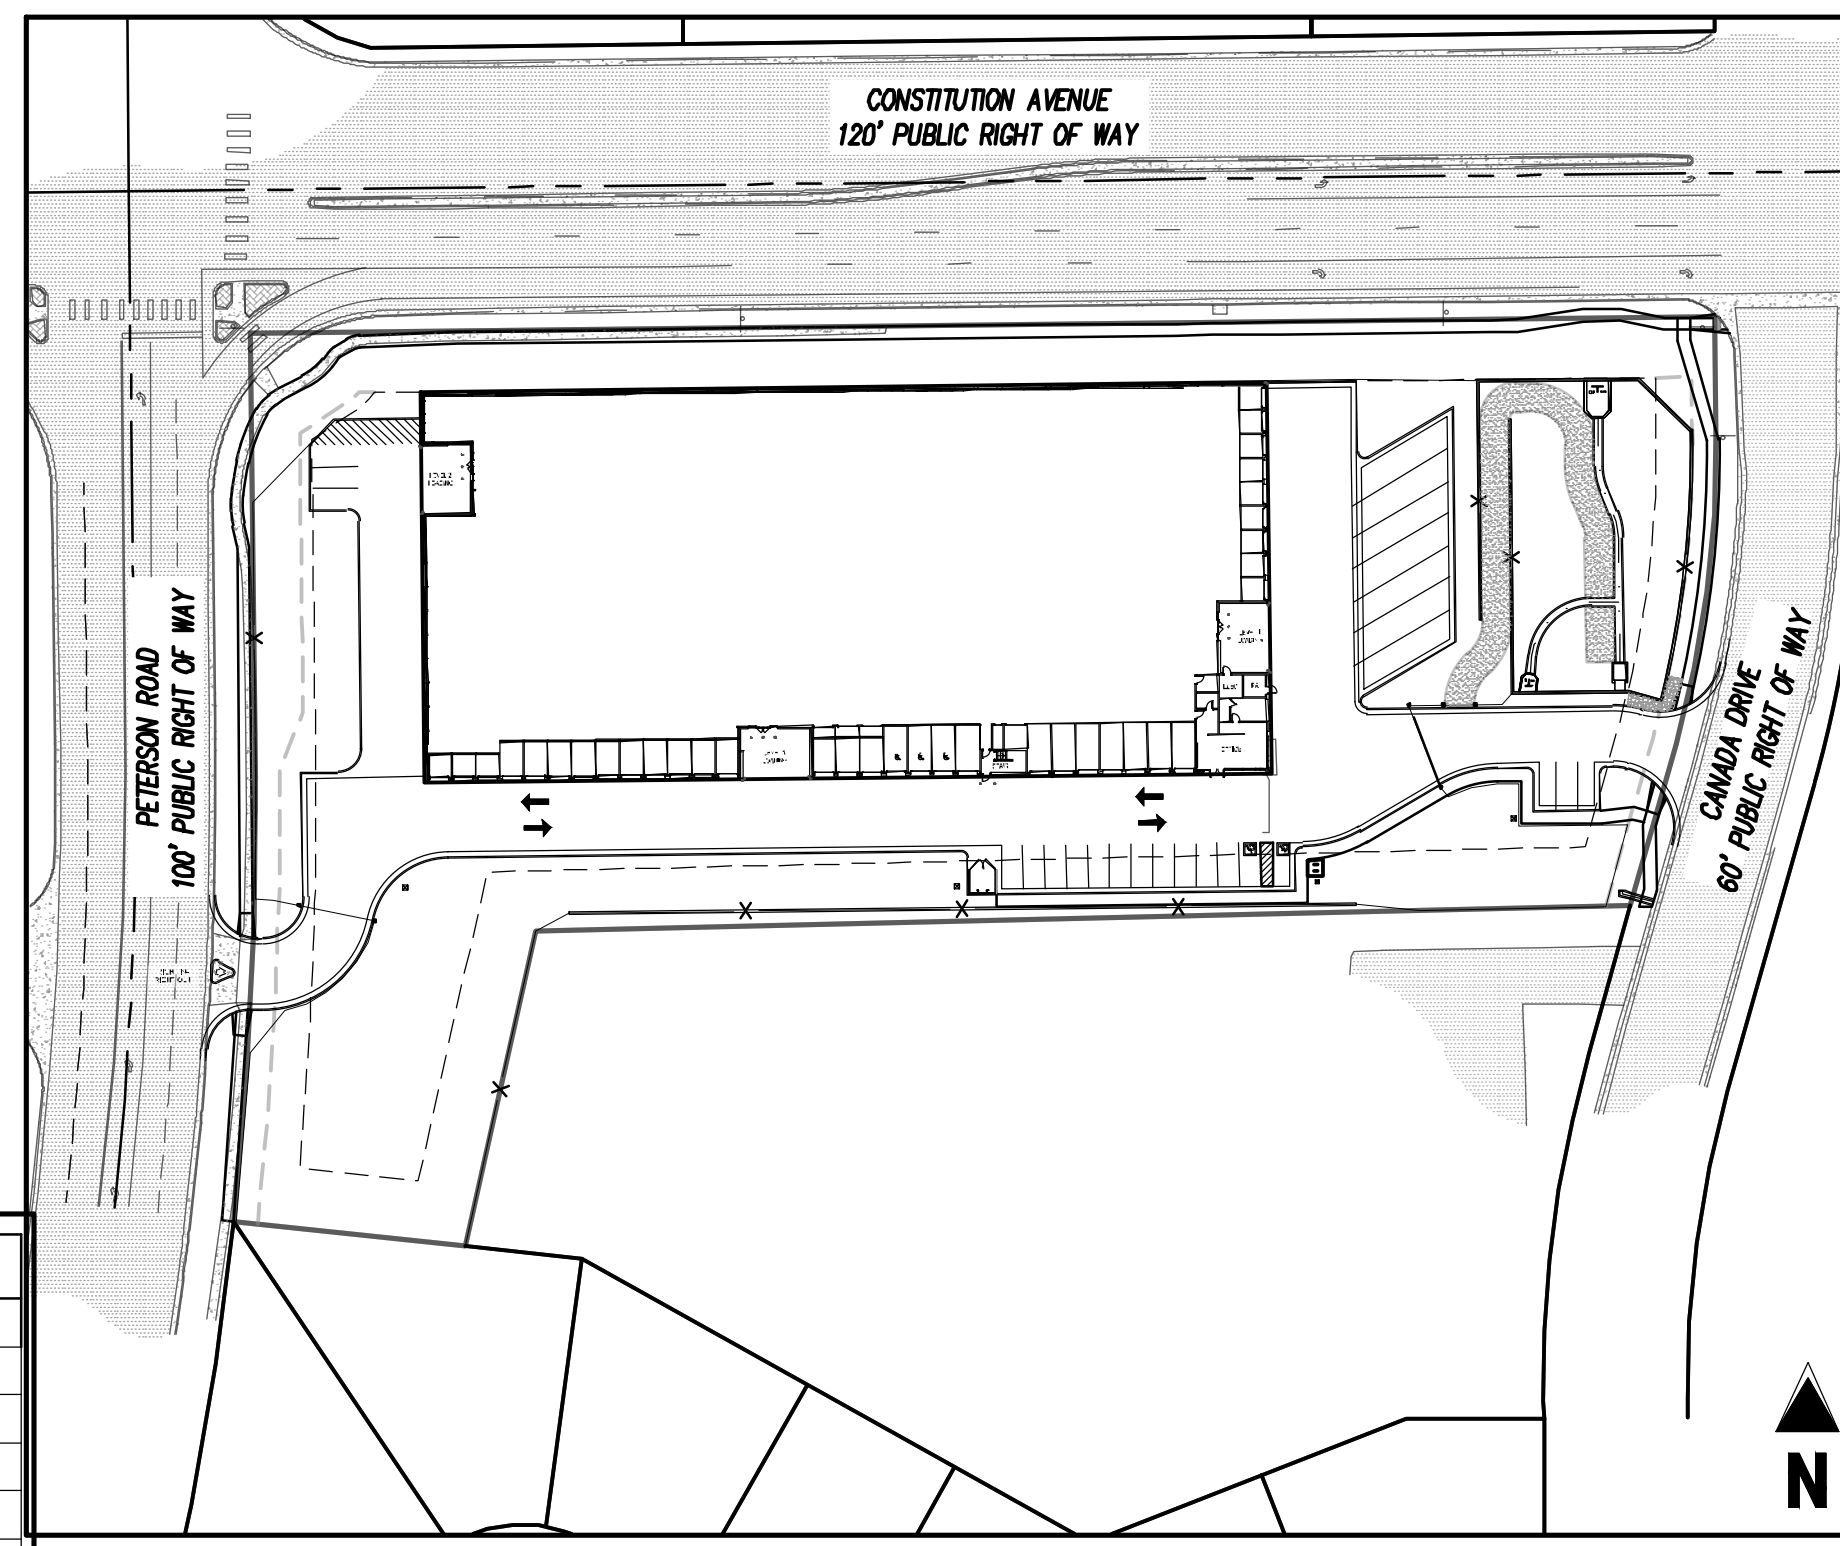 CONSTITUTION AVENUE
120' PUBLIC RIGHT OF WAY
PETERSON ROAD
100' PUBLIC RIGHT OF WAY
CANADA DRIVE
60' PUBLIC RIGHT OF WAY
N